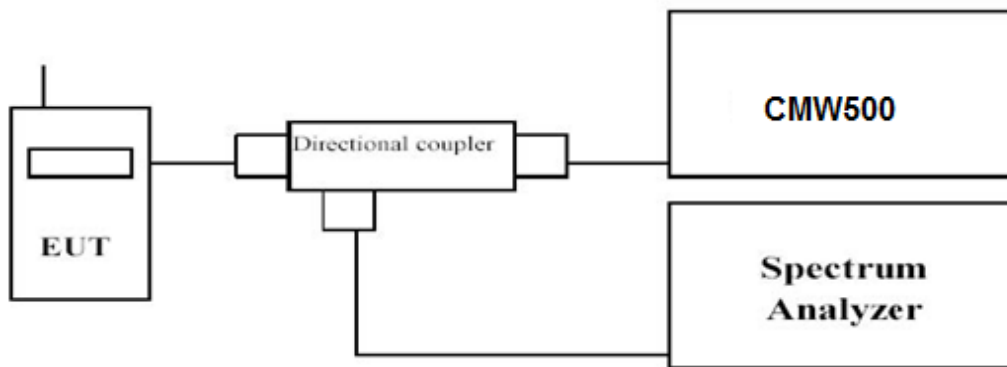 Directional coupler
CMW500
EUT
Spectrum
Analyzer